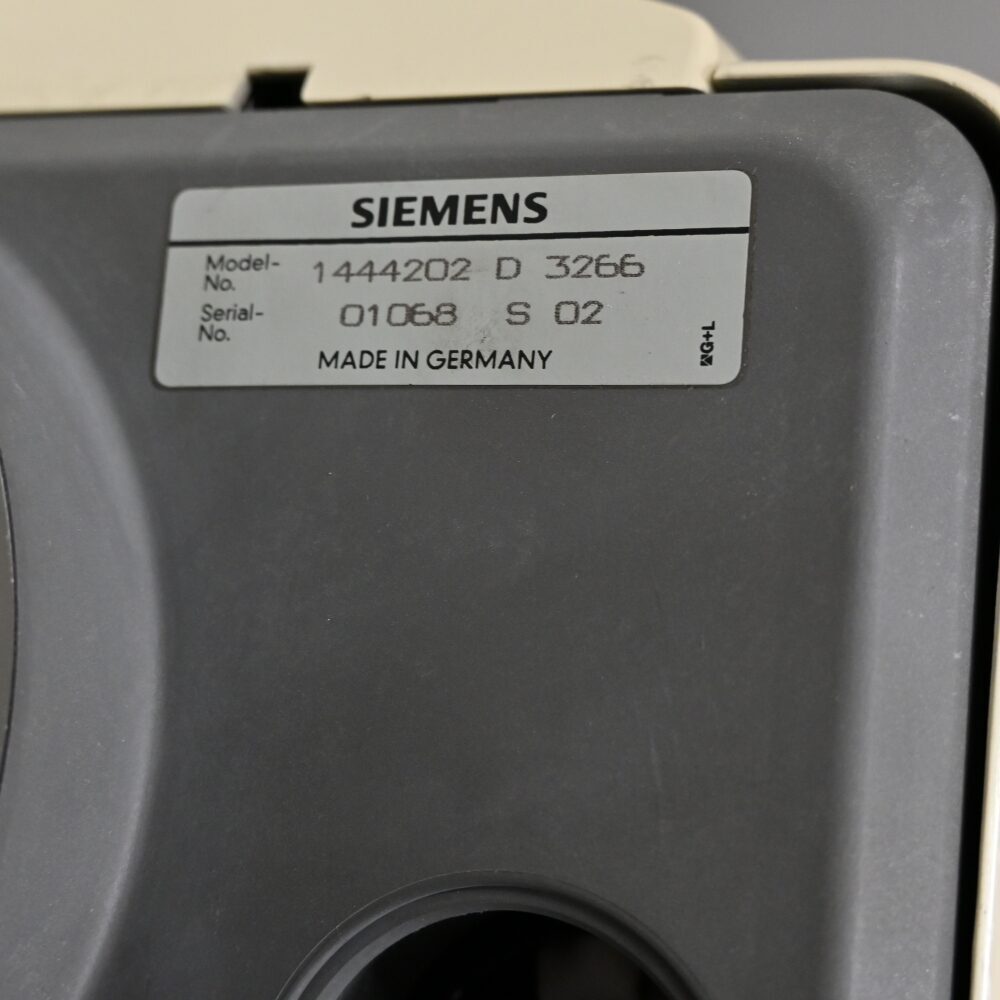 SIEMENS
Model-No. 1444202 D 3266
Serial-No. 01068 S 02
MADE IN GERMANY
G+L